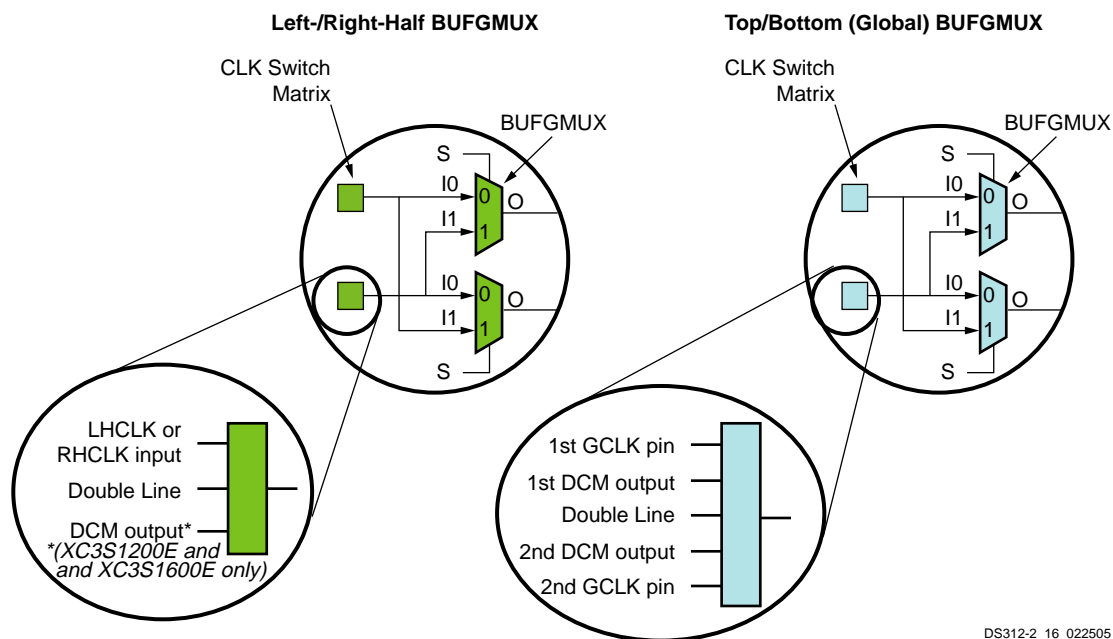 Left-/Right-Half BUFGMUX
Top/Bottom (Global) BUFGMUX
CLK Switch
Matrix
BUFGMUX
S
I0
0
O
I1
1
I0
0
O
I1
1
S
LHCLK or
RHCLK input
Double Line
DCM output*
*(XC3S1200E and
and XC3S1600E only)
CLK Switch
Matrix
BUFGMUX
S
I0
0
O
I1
1
I0
0
O
I1
1
S
1st GCLK pin
1st DCM output
Double Line
2nd DCM output
2nd GCLK pin
DS312-2_16_022505